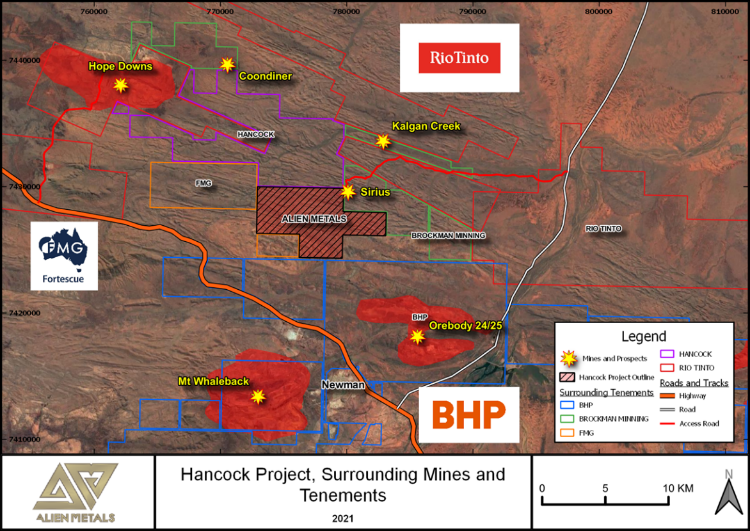 760000
770000
780000
790000
800000
810000
7440000
7430000
7420000
7410000
Hope Downs
Coondiner
RioTinto
Kalgan Creek
HANCOCK
FMG
Sirius
ALIEN METALS
BROCKMAN MINNING
RIO TINTO
FMG
Fortescue
BHP
Orebody 24/25
Mt Whaleback
Newman
BHP
Legend
Mines and Prospects
Hancock Project Outline
Surrounding Tenements
BHP
BROCKMAN MINNING
FMG
HANCOCK
RIO TINTO
Roads and Tracks
Highway
Road
Access Road
ALIEN METALS
Hancock Project, Surrounding Mines and
Tenements
2021
0 5 10 KM
N